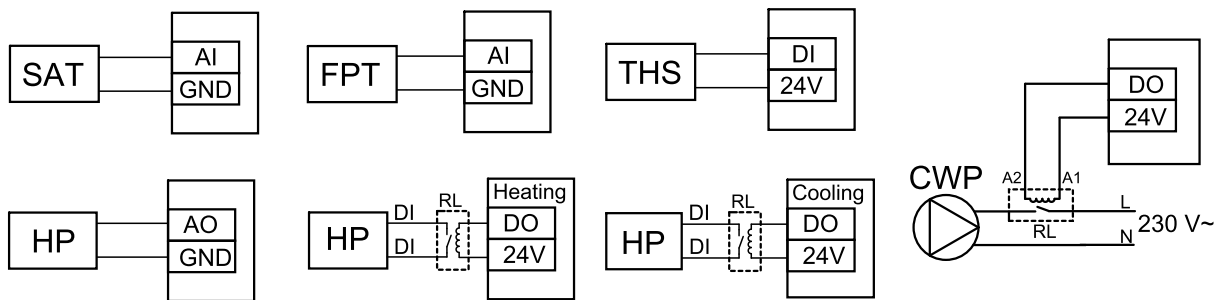 SAT
AI
GND
FPT
AI
GND
THS
DI
24V
DO
24V
HP
AO
GND
HP
DI
DI
RL
Heating
DO
24V
HP
DI
DI
RL
Cooling
DO
24V
CWP
A2
A1
RL
L
N
230 V~